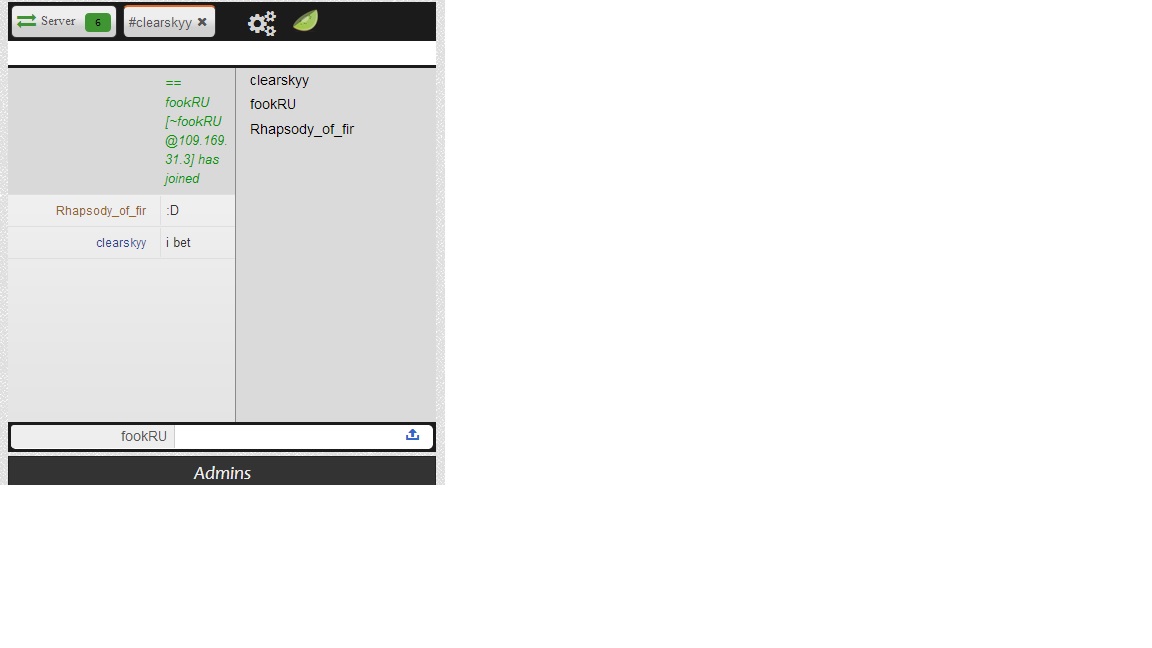 Server 6 #clearskyy ✖
==
fookRU
[~fookRU
@109.169.
31.3] has
joined
Rhapsody_of_fir :D
clearskyy i bet
clearskyy
fookRU
Rhapsody_of_fir
fookRU
Admins